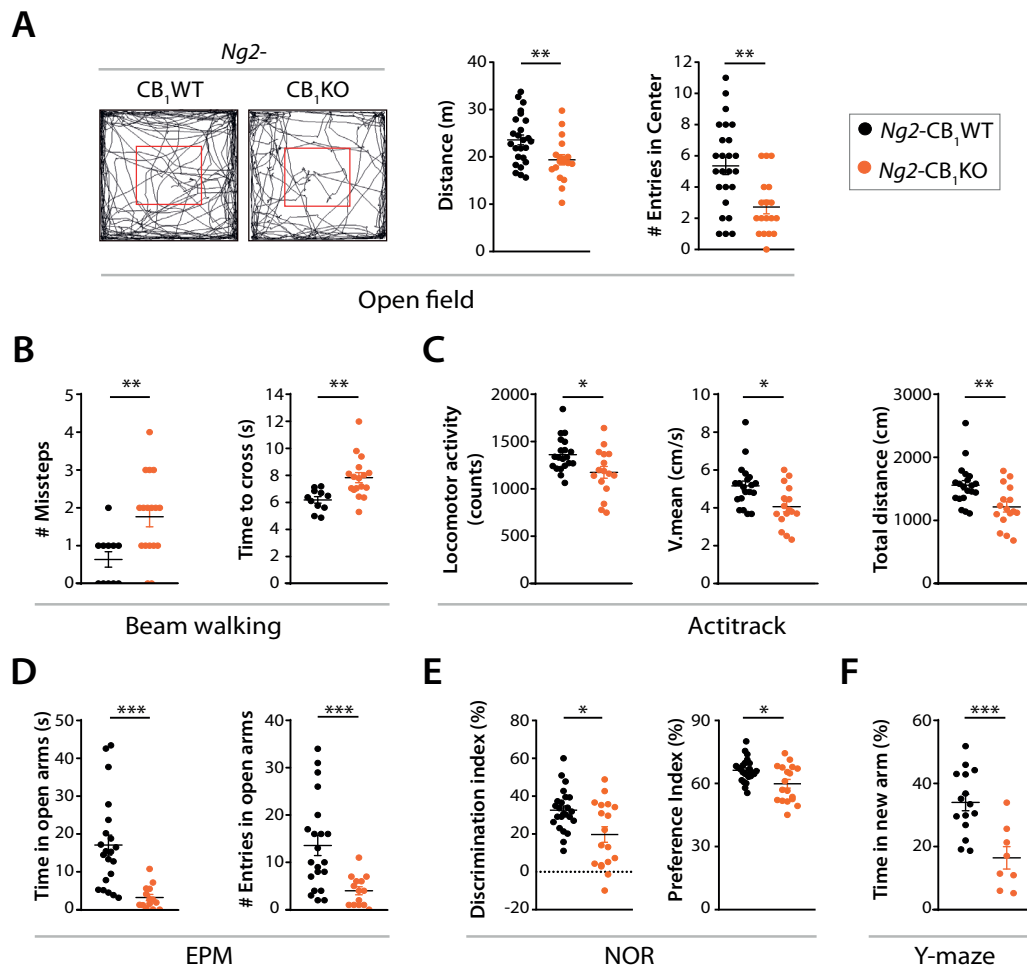 A
Ng2-
CB₁WT
CB₁KO
Distance (m)
40
30
20
10
0
**
# Entries in Center
12
10
8
6
4
2
0
**
Ng2-CB₁WT
Ng2-CB₁KO
Open field
B
# Missteps
5
4
3
2
1
0
**
Time to cross (s)
14
12
10
8
6
4
2
0
**
Beam walking
C
Locomotor activity
(counts)
2000
1500
1000
500
0
*
V.mean (cm/s)
10
8
6
4
2
0
*
Total distance (cm)
3000
2000
1000
0
**
Actitrack
D
Time in open arms (s)
50
40
30
20
10
0
***
# Entries in open arms
40
30
20
10
0
***
EPM
E
Discrimination index (%)
80
60
40
20
0
-20
*
Preference Index (%)
90
60
30
0
*
NOR
F
Time in new arm (%)
60
40
20
0
***
Y-maze